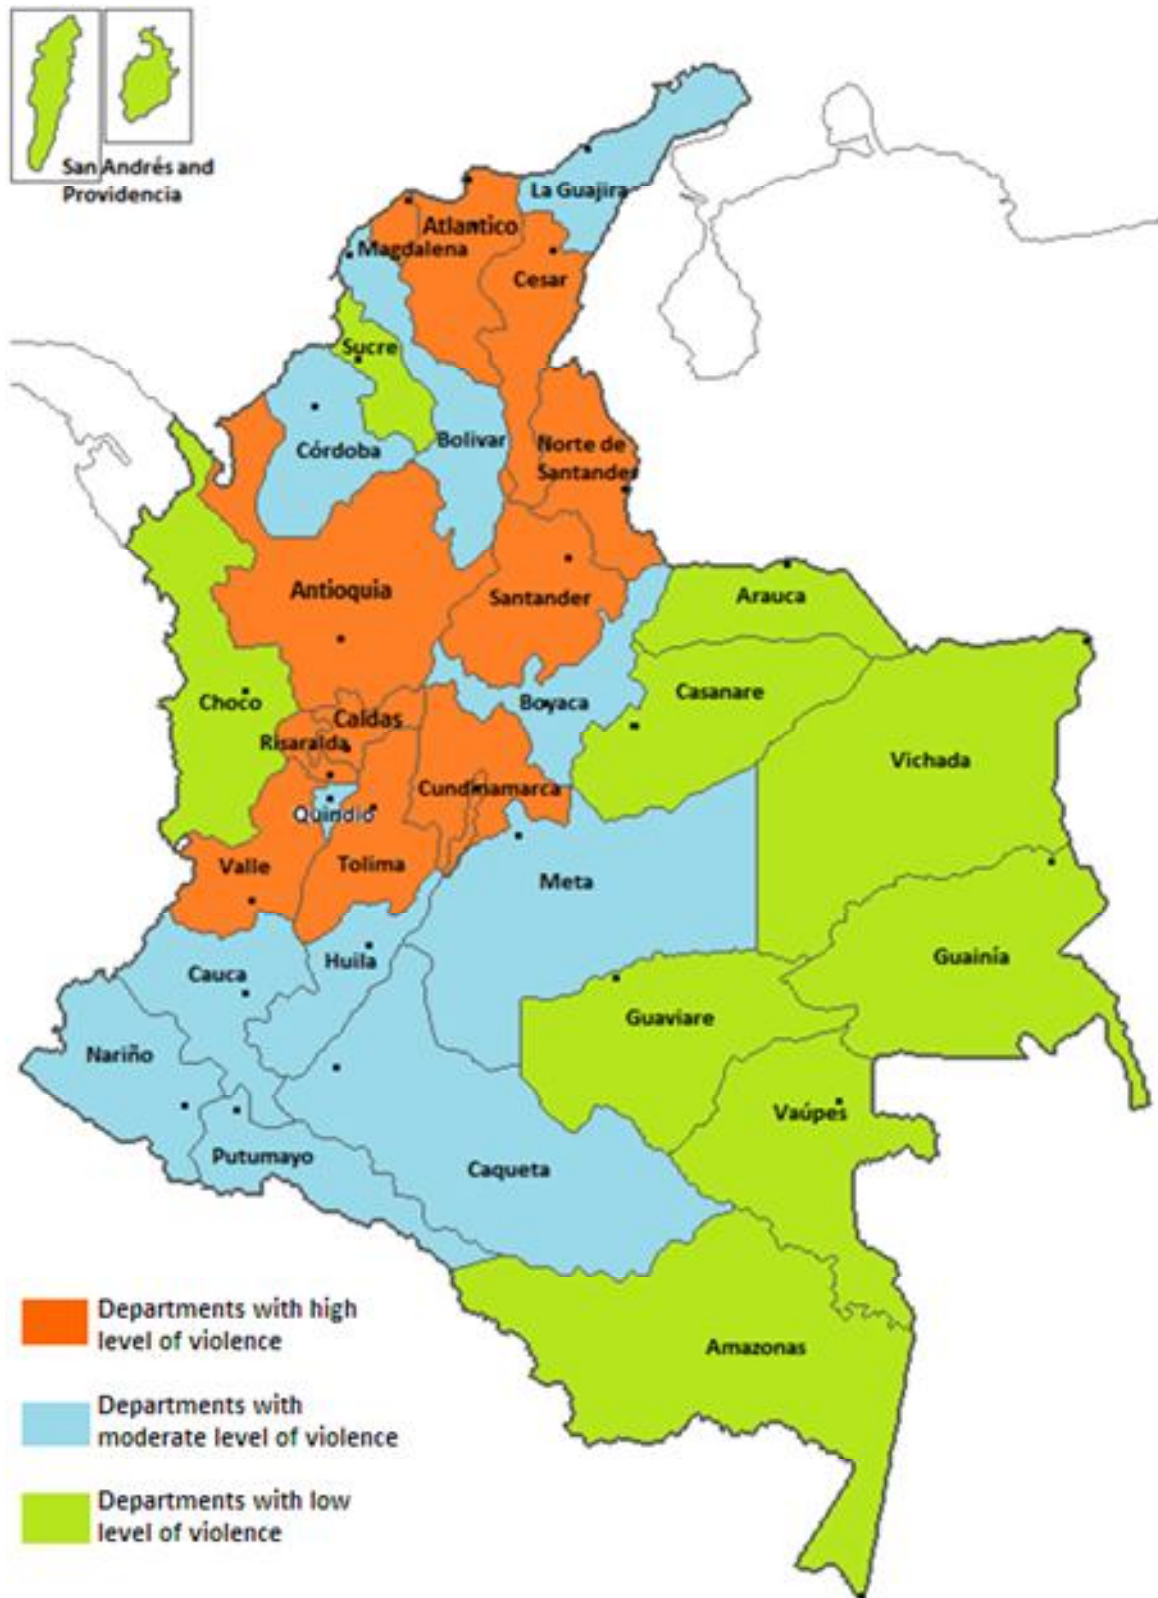 San Andrés and
Providencia
La Guajira
Atlantico
Magdalena
Cesar
Sucre
Bolivar
Córdoba
Norte de
Santander
Antioquia
Santander
Arauca
Choco
Boyaca
Casanare
Caldas
Risaralda
Vichada
Cundinamarca
Quindio
Valle
Tolima
Meta
Guainía
Huila
Cauca
Guaviare
Nariño
Vaúpes
Putumayo
Caqueta
Departments with high
level of violence
Amazonas
Departments with
moderate level of violence
Departments with low
level of violence